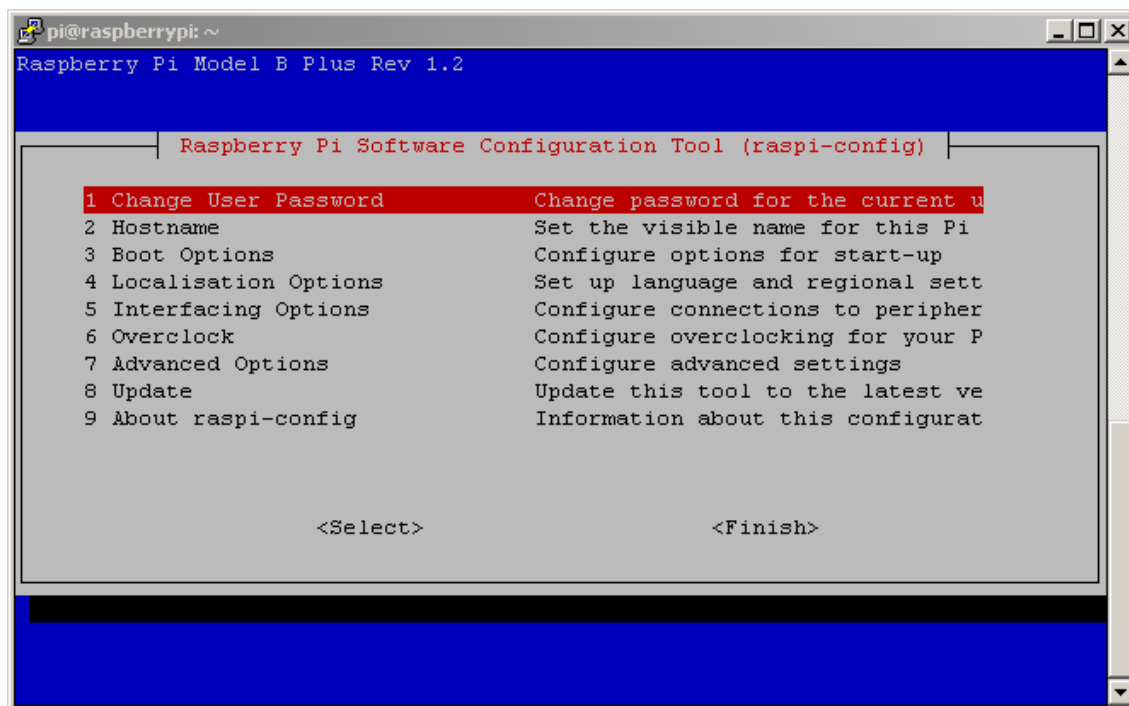 pi@raspberrypi: ~
Raspberry Pi Model B Plus Rev 1.2
Raspberry Pi Software Configuration Tool (raspi-config)
1 Change User Password Change password for the current u
2 Hostname Set the visible name for this Pi
3 Boot Options Configure options for start-up
4 Localisation Options Set up language and regional sett
5 Interfacing Options Configure connections to peripher
6 Overclock Configure overclocking for your P
7 Advanced Options Configure advanced settings
8 Update Update this tool to the latest ve
9 About raspi-config Information about this configurat
<Select> <Finish>